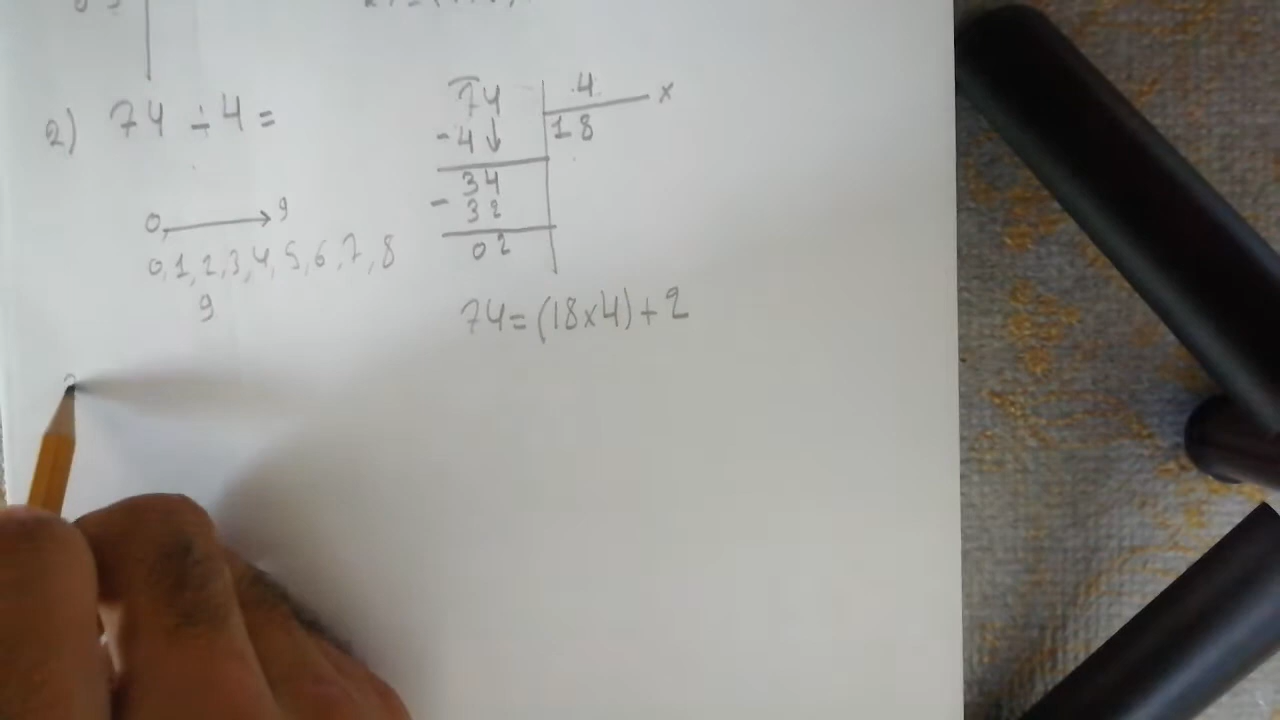 2) 74 ÷ 4 =
0, → 9
0, 1, 2, 3, 4, 5, 6, 7, 8
9
74 | 4 x
- 4 ↓ | 18
34
- 32
02
74 = (18x4) + 2